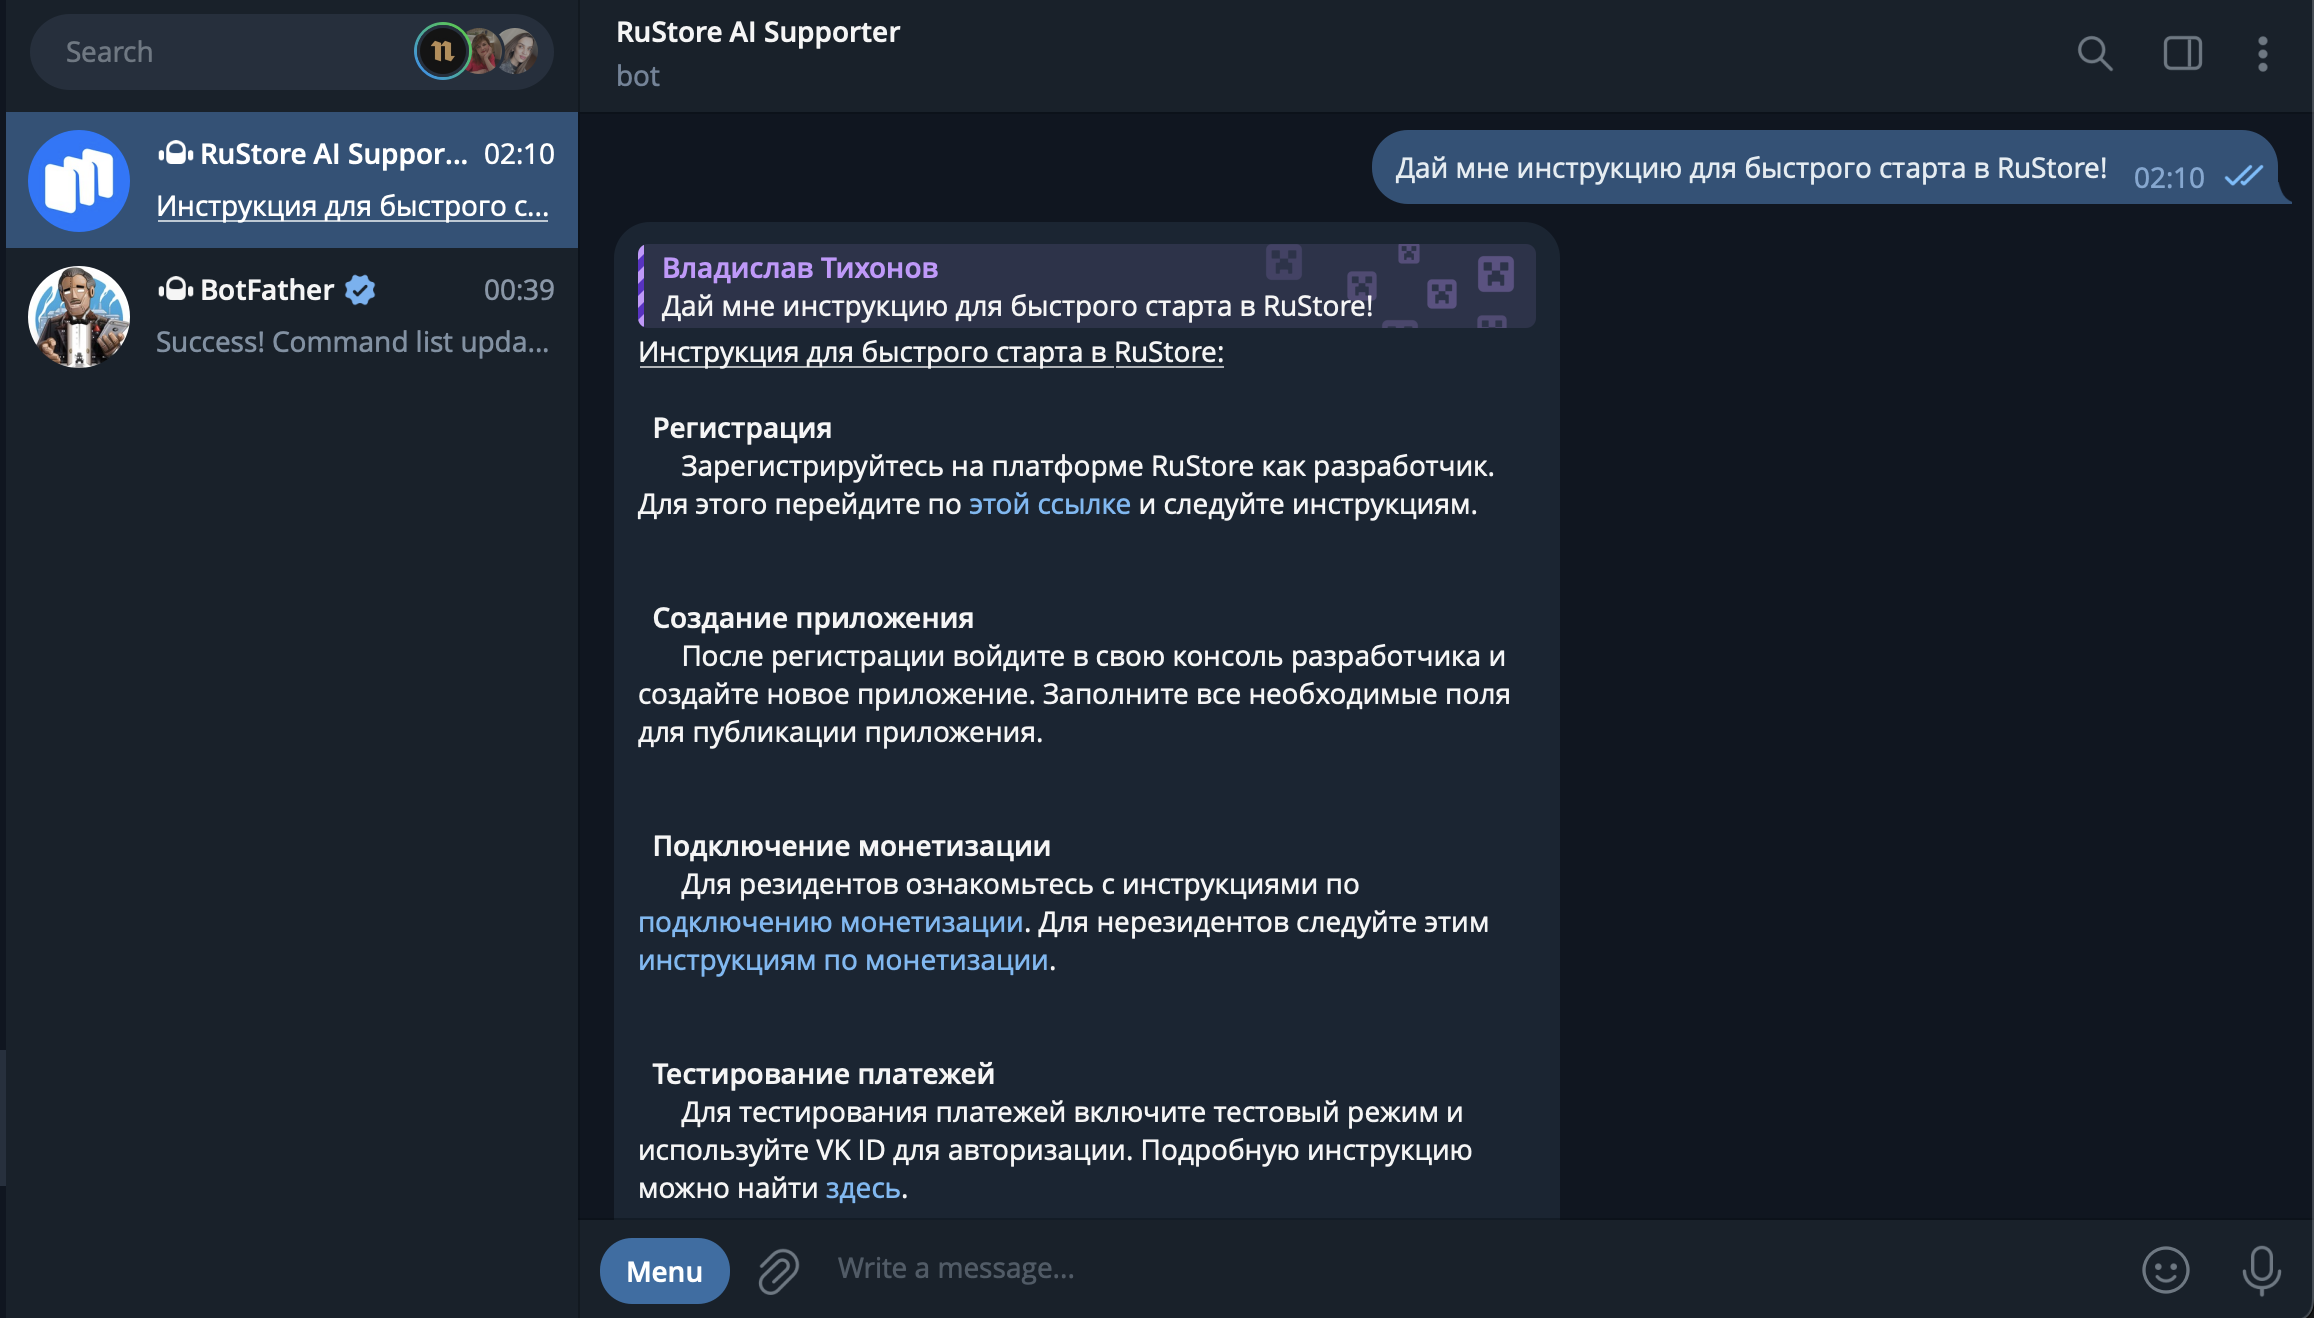 Search
RuStore AI Suppor... 02:10
Инструкция для быстрого с...
BotFather 00:39
Success! Command list upda...
RuStore AI Supporter
bot
Дай мне инструкцию для быстрого старта в RuStore! 02:10
Владислав Тихонов
Дай мне инструкцию для быстрого старта в RuStore!
Инструкция для быстрого старта в RuStore:
Регистрация
Зарегистрируйтесь на платформе RuStore как разработчик.
Для этого перейдите по этой ссылке и следуйте инструкциям.
Создание приложения
После регистрации войдите в свою консоль разработчика и
создайте новое приложение. Заполните все необходимые поля
для публикации приложения.
Подключение монетизации
Для резидентов ознакомьтесь с инструкциями по
подключению монетизации. Для нерезидентов следуйте этим
инструкциям по монетизации.
Тестирование платежей
Для тестирования платежей включите тестовый режим и
используйте VK ID для авторизации. Подробную инструкцию
можно найти здесь.
Menu
Write a message...